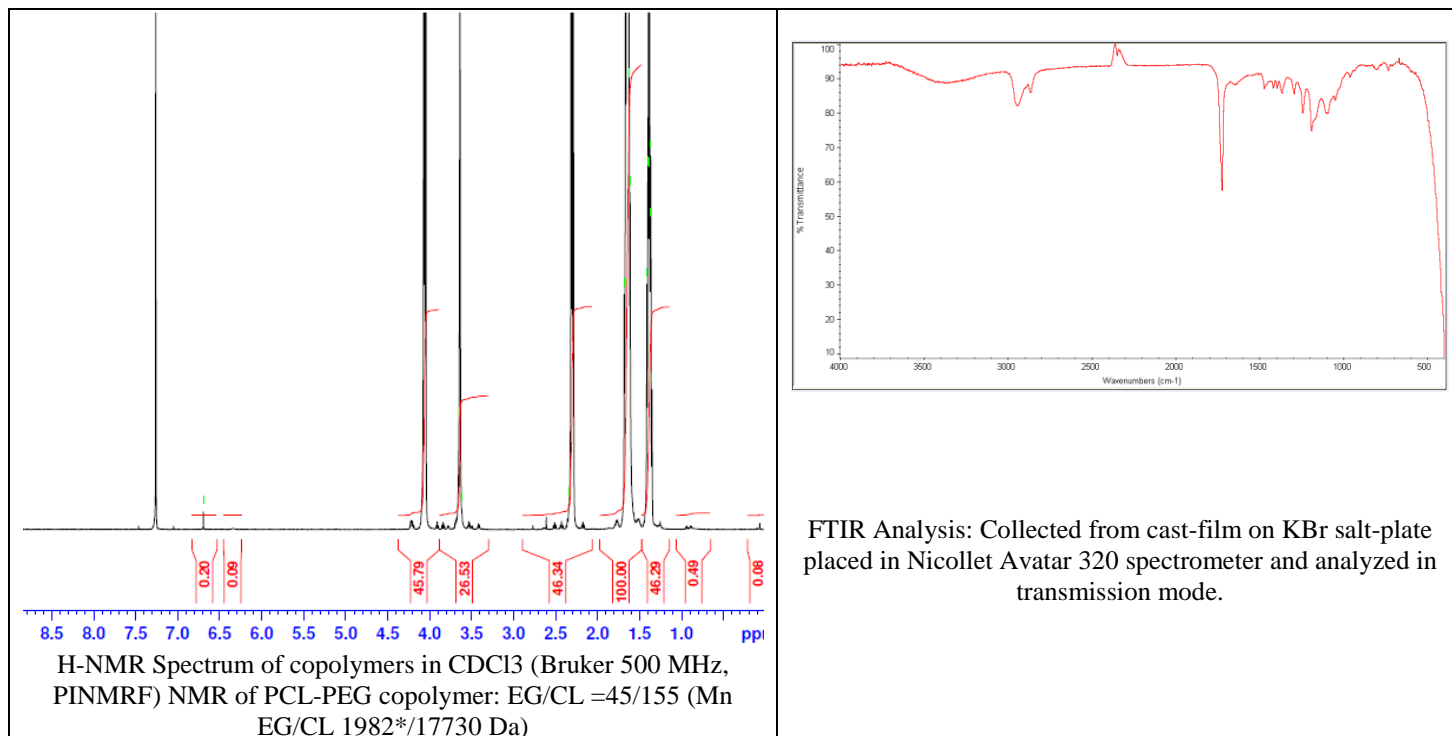 0.20
0.09
45.79
26.53
46.34
100.00
46.29
0.49
0.08
8.5 8.0 7.5 7.0 6.5 6.0 5.5 5.0 4.5 4.0 3.5 3.0 2.5 2.0 1.5 1.0 ppı
H-NMR Spectrum of copolymers in CDCl3 (Bruker 500 MHz,
PINMRF) NMR of PCL-PEG copolymer: EG/CL =45/155 (Mn
EG/CL 1982*/17730 Da)
100
90
80
70
60
50
40
30
20
10
% Transmittance
4000 3500 3000 2500 2000 1500 1000 500
Wavenumbers (cm-1)
FTIR Analysis: Collected from cast-film on KBr salt-plate
placed in Nicollet Avatar 320 spectrometer and analyzed in
transmission mode.